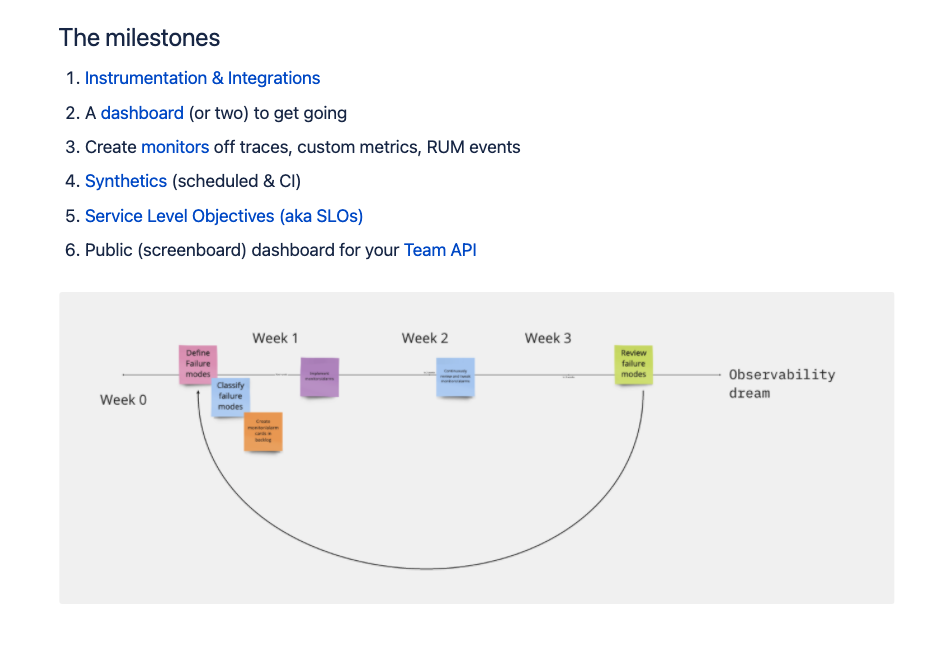 The milestones
1. Instrumentation & Integrations
2. A dashboard (or two) to get going
3. Create monitors off traces, custom metrics, RUM events
4. Synthetics (scheduled & CI)
5. Service Level Objectives (aka SLOs)
6. Public (screenboard) dashboard for your Team API
Week 1
Week 2
Week 3
Define
Failure
modes
Review
failure
modes
Classify
failure
modes
Week 0
Observability
dream
Create
cards in
backlog
Implement
Continuously